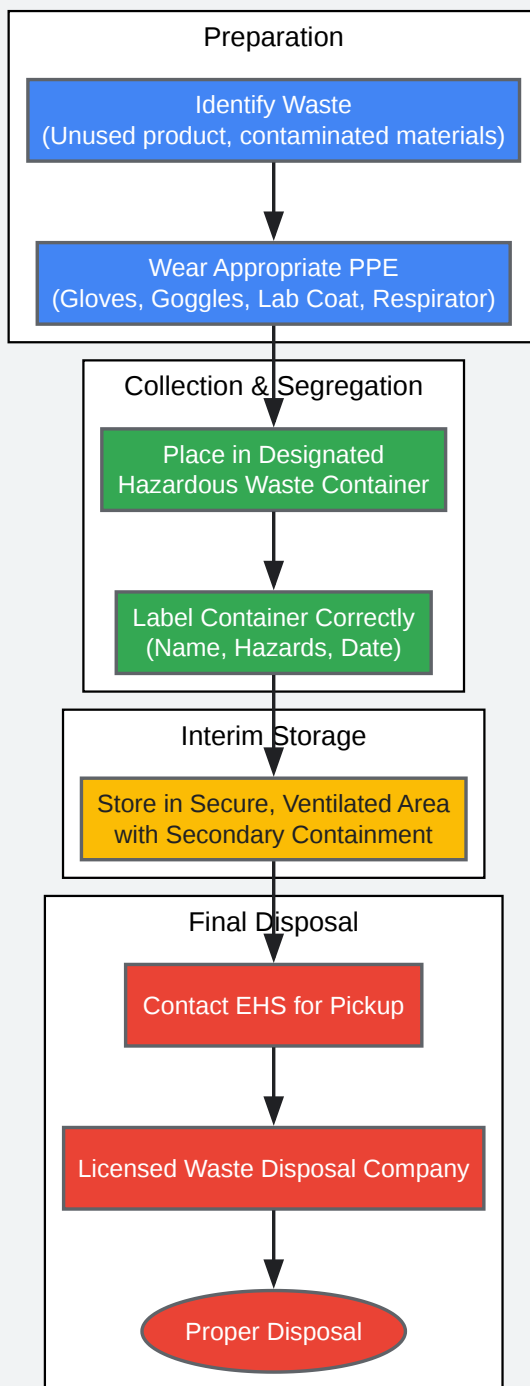 Preparation
Identify Waste
(Unused product, contaminated materials)
Wear Appropriate PPE
(Gloves, Goggles, Lab Coat, Respirator)
Collection & Segregation
Place in Designated
Hazardous Waste Container
Label Container Correctly
(Name, Hazards, Date)
Interim Storage
Store in Secure, Ventilated Area
with Secondary Containment
Final Disposal
Contact EHS for Pickup
Licensed Waste Disposal Company
Proper Disposal